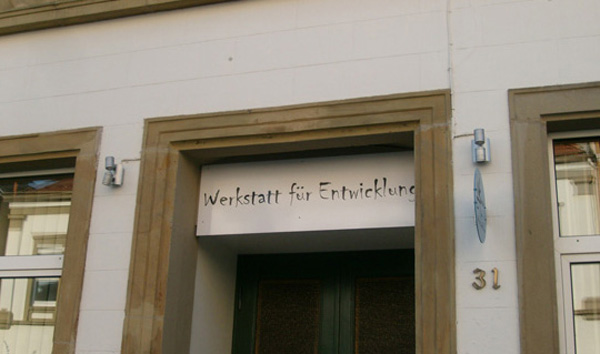 Werkstatt für Entwicklung
31